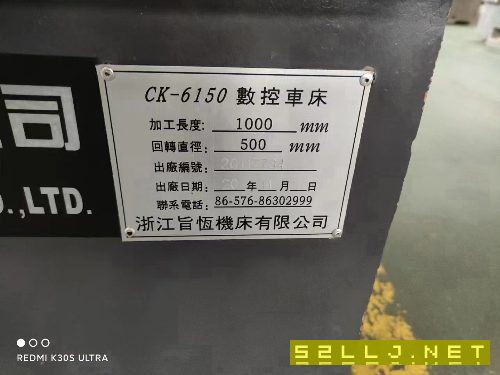 司
.,LTD.
CK-6150 數控車床
加工長度: 1000 mm
回轉直徑: 500 mm
出廠編號:
出廠日期: 年 月 日
聯系電話: 86-576-86302999
浙江旨恆機床有限公司
REDMI K30S ULTRA
52LLJ.NET